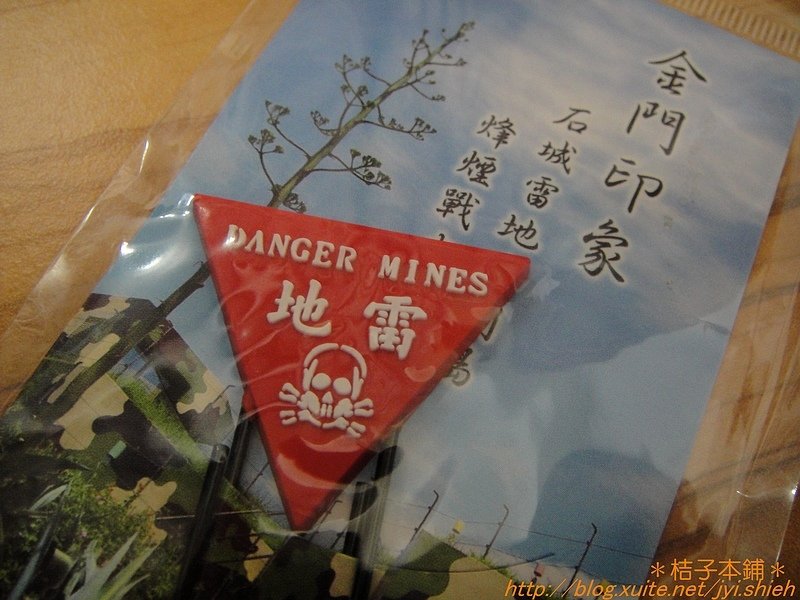 金門印象
石城雷地
烽煙戰
DANGER MINES
地雷
＊桔子本鋪＊
http://blog.xuite.net/jyi.shieh